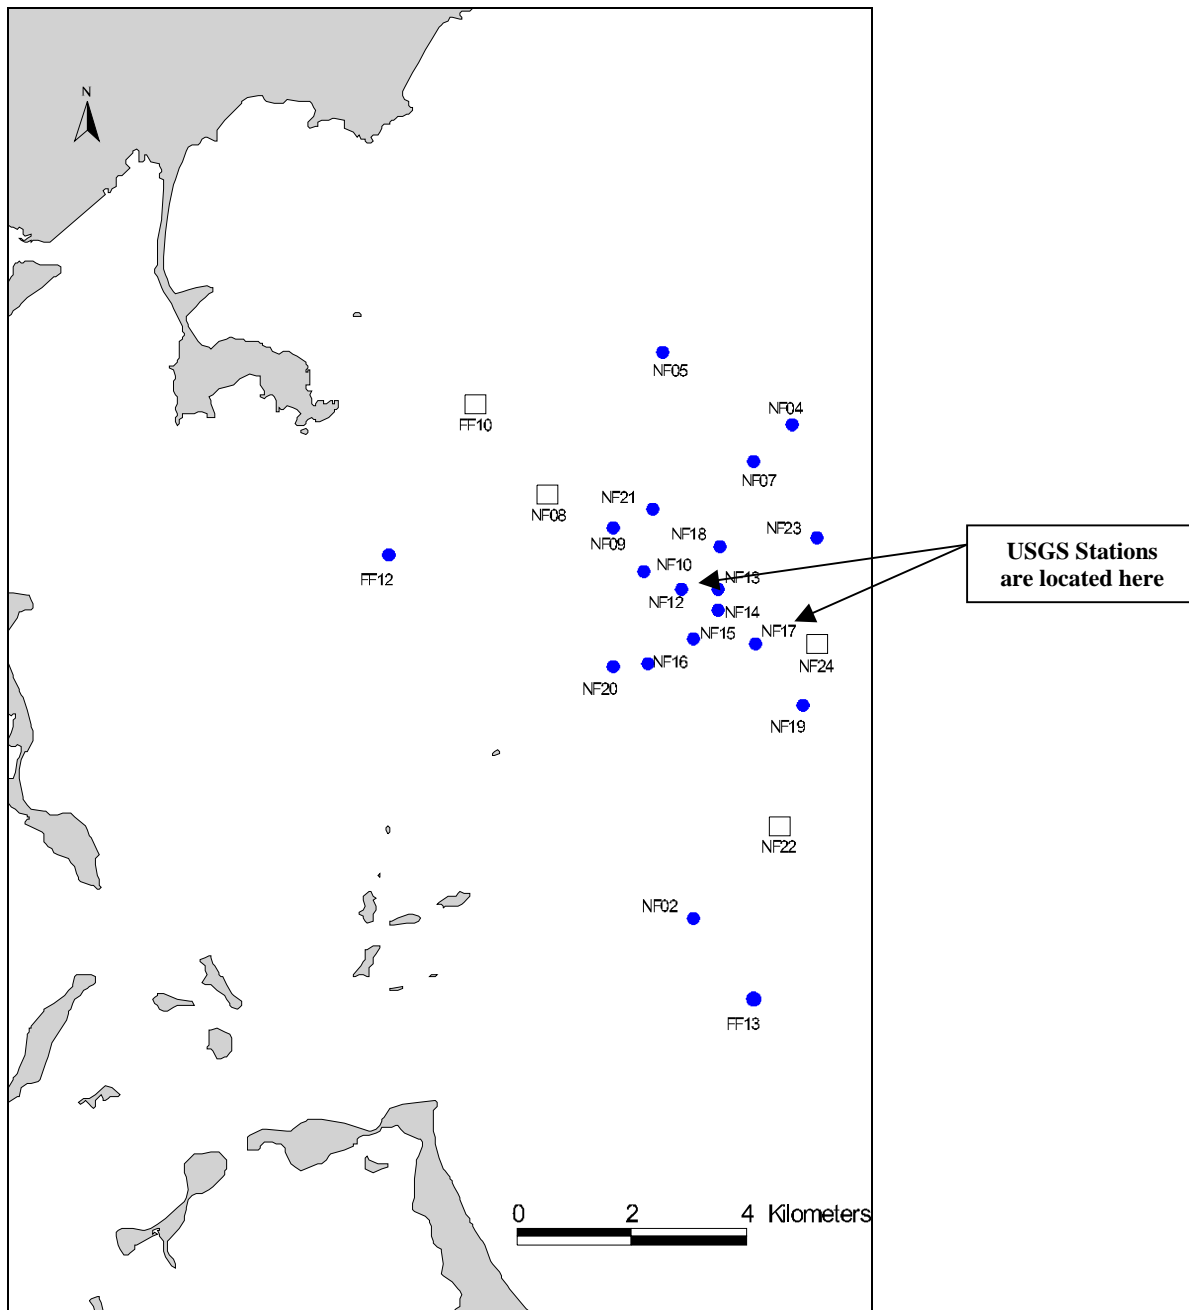 N
NF05
FF10
NF04
NF07
NF08
NF21
NF09
NF18
NF23
USGS Stations
are located here
FF12
NF10
NF13
NF12
NF14
NF15
NF17
NF16
NF24
NF20
NF19
NF22
NF02
FF13
0 2 4 Kilometers